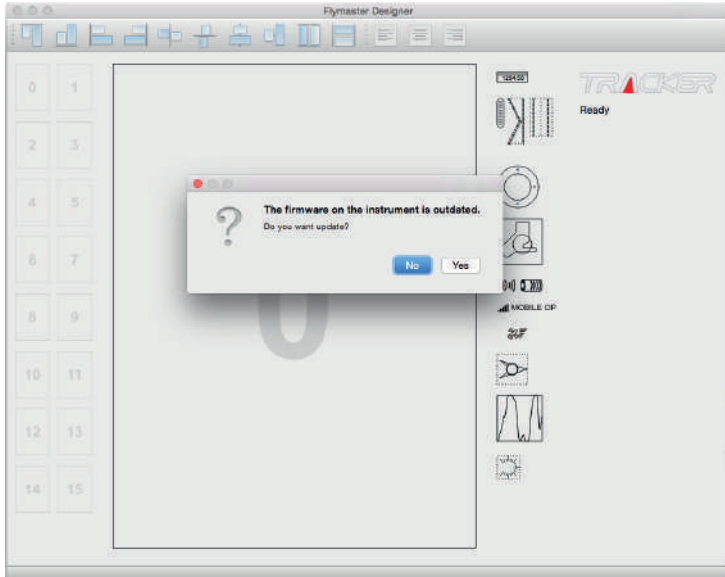 Flymaster Designer
0 1
2 3
4 5
6 7
8 9
10 11
12 13
14 15
0
The firmware on the instrument is outdated.
Do you want update?
No Yes
MOBILE OP
TRACKER
Ready